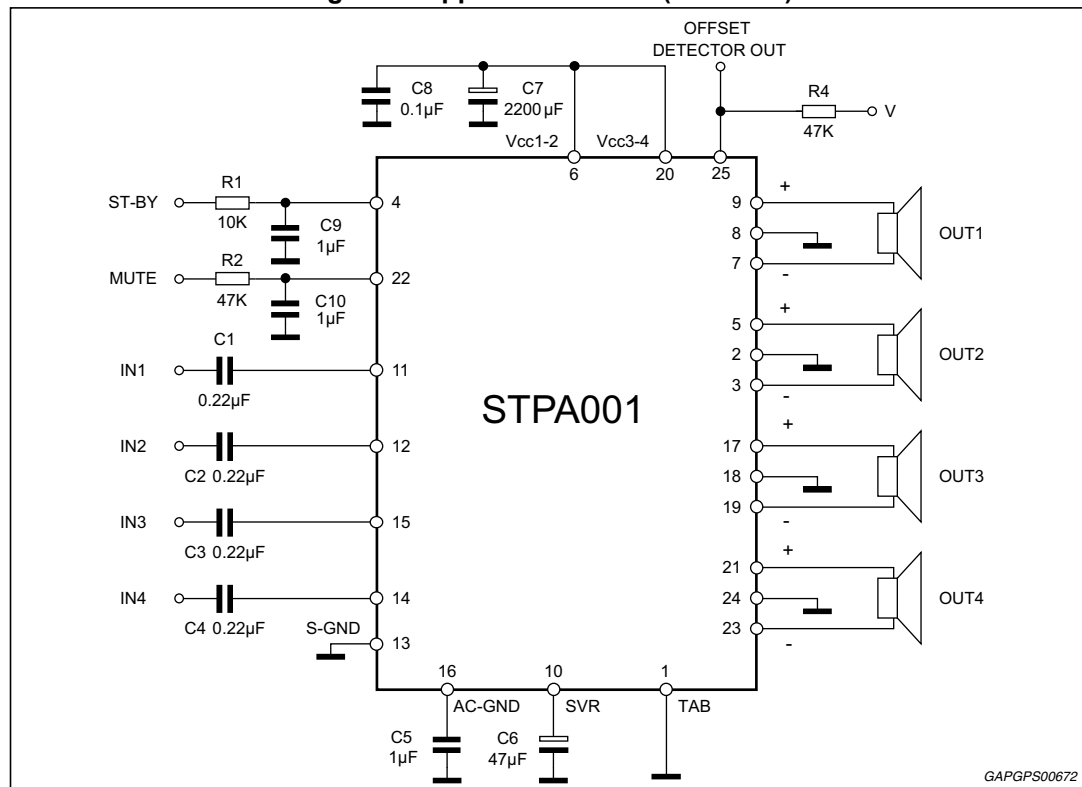 OFFSET
DETECTOR OUT
C8
0.1µF
C7
2200µF
R4
47K
V
Vcc1-2
Vcc3-4
6
20
25
ST-BY
R1
10K
4
C9
1µF
MUTE
R2
47K
22
C10
1µF
IN1
C1
0.22µF
11
IN2
C2 0.22µF
12
IN3
C3 0.22µF
15
IN4
C4 0.22µF
14
S-GND
13
STPA001
9
+
8
7
-
OUT1
5
+
2
3
-
OUT2
17
+
18
19
-
OUT3
21
+
24
23
-
OUT4
16
AC-GND
10
SVR
1
TAB
C5
1µF
C6
47µF
GAPGPS00672